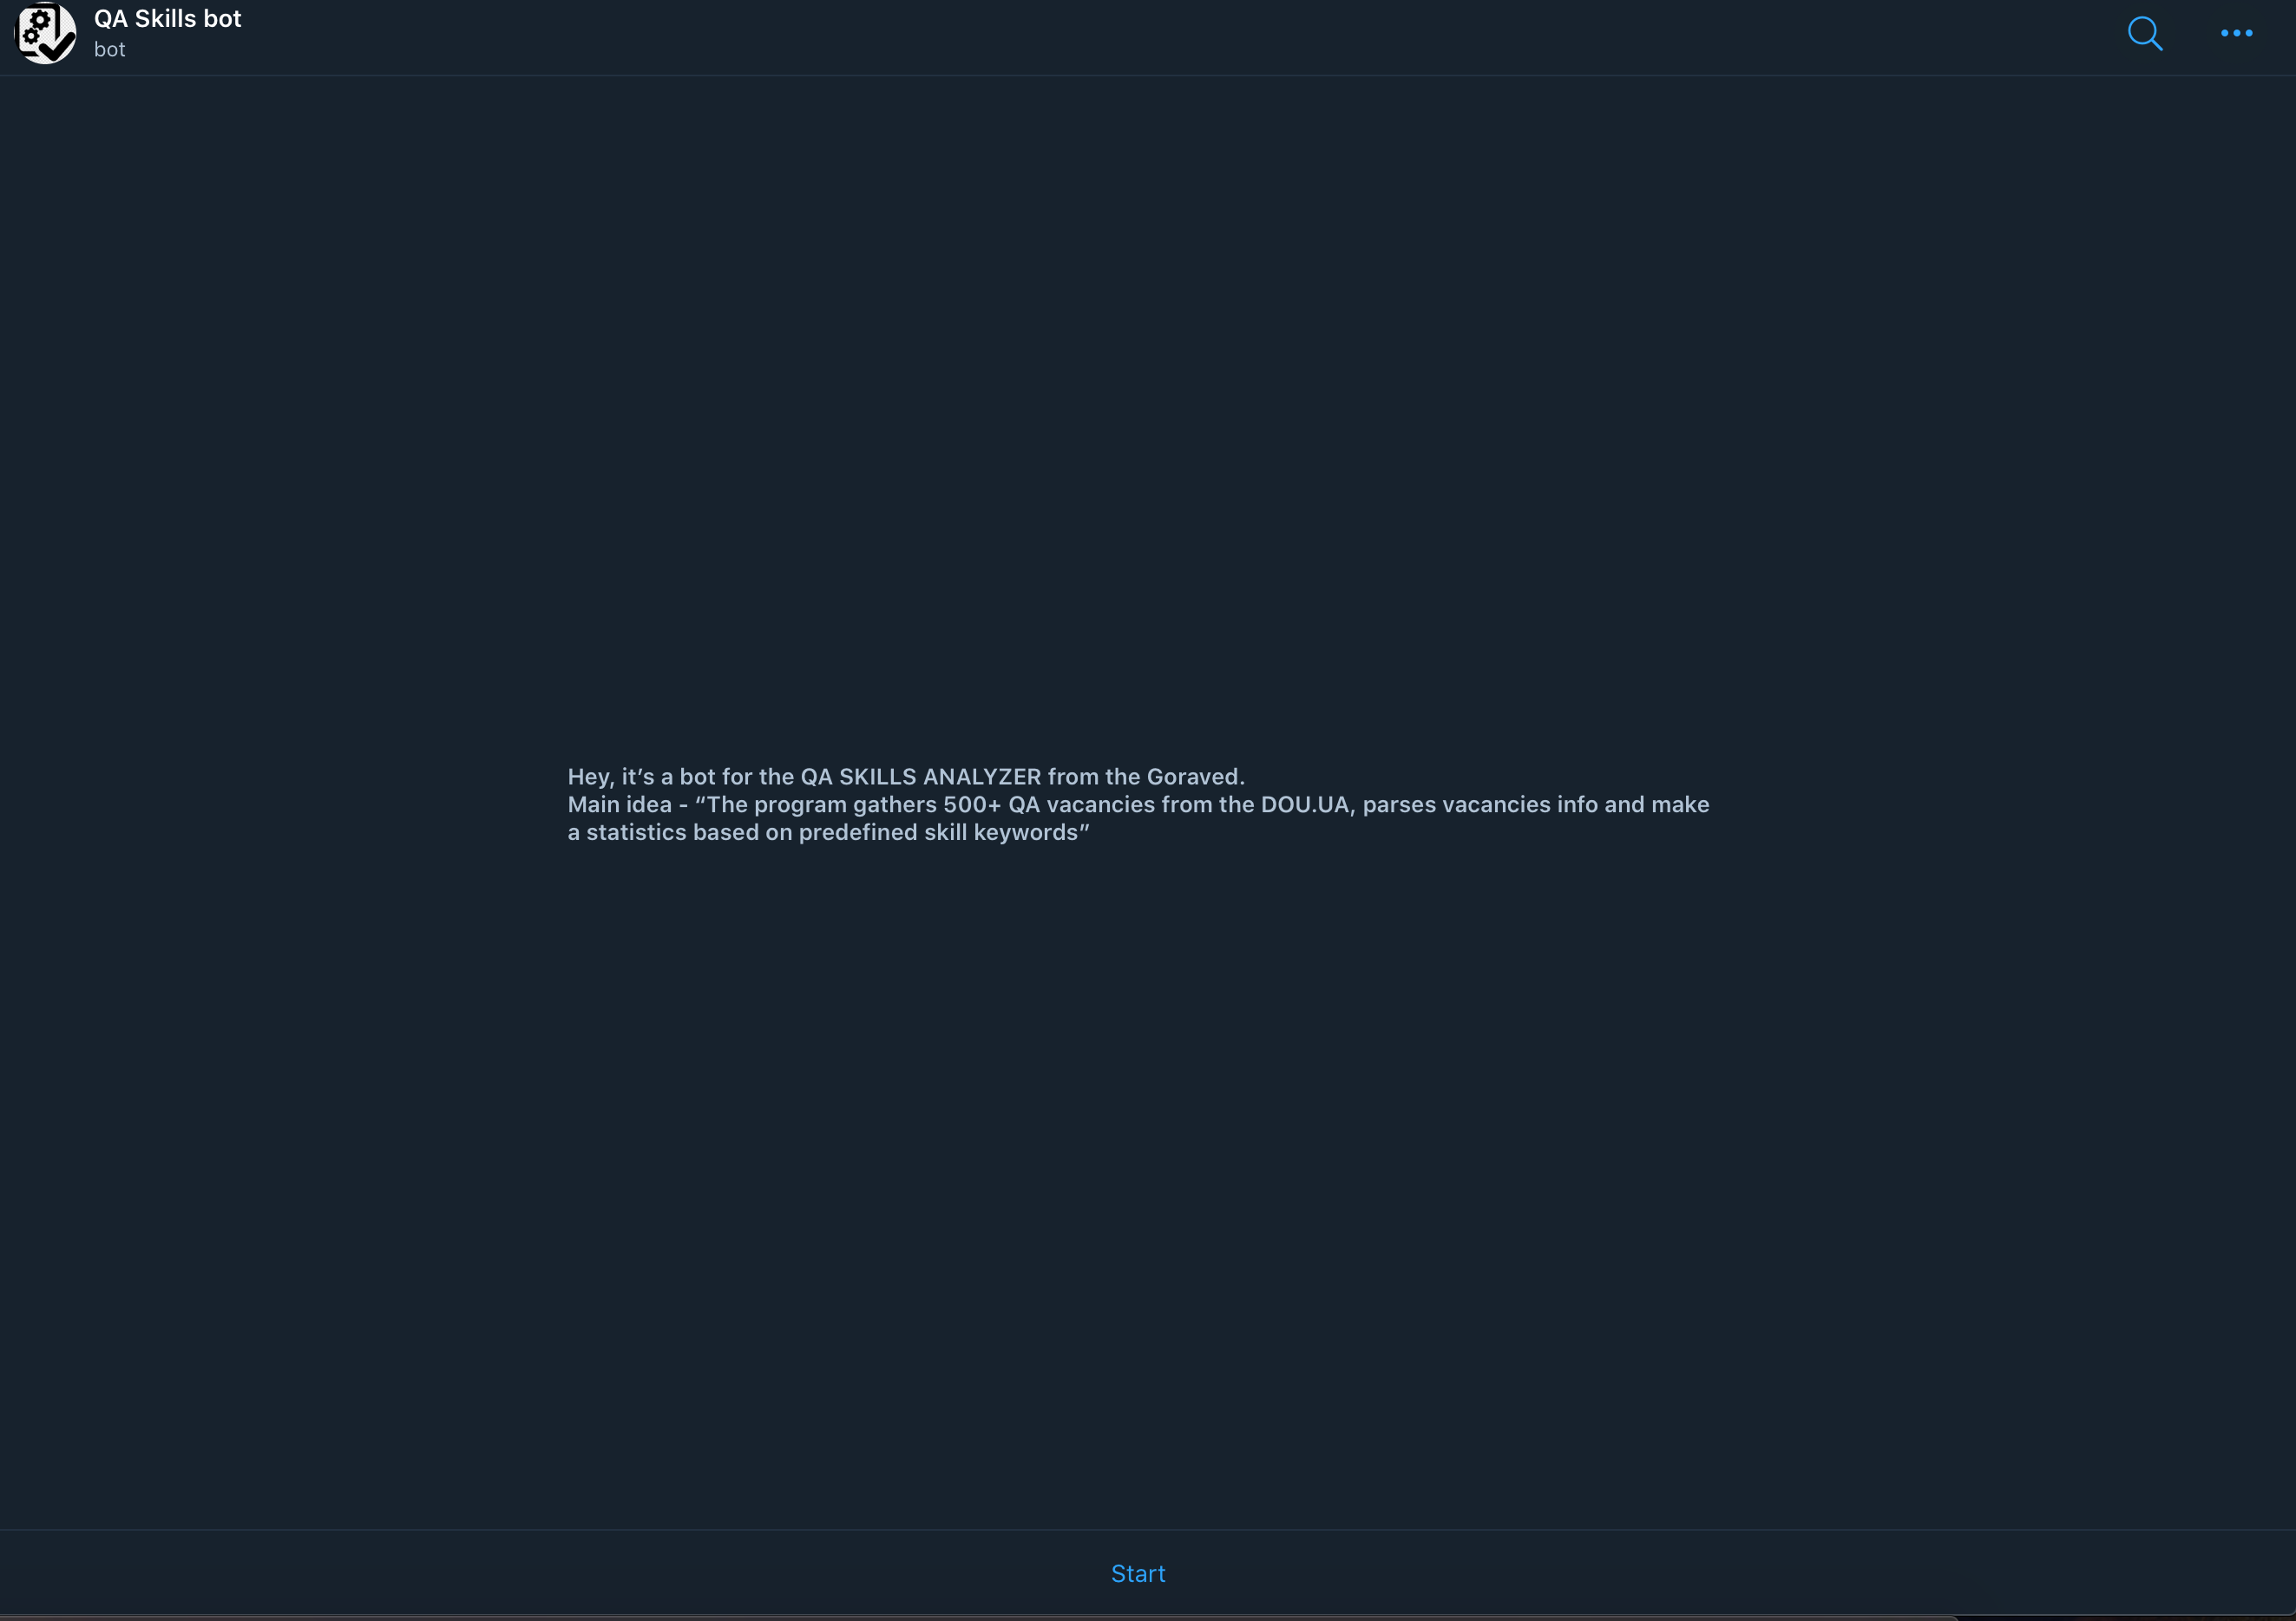 QA Skills bot
bot
Hey, it’s a bot for the QA SKILLS ANALYZER from the Goraved.
Main idea - “The program gathers 500+ QA vacancies from the DOU.UA, parses vacancies info and make
a statistics based on predefined skill keywords”
Start